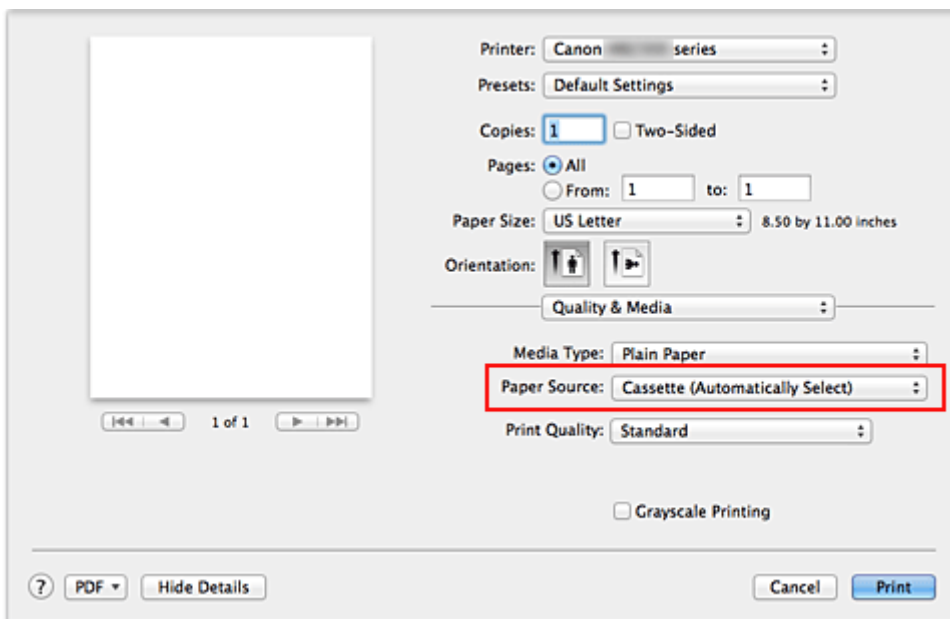 Printer: Canon series
Presets: Default Settings
Copies: 1 Two-Sided
Pages: All
From: 1 to: 1
Paper Size: US Letter 8.50 by 11.00 inches
Orientation:
Quality & Media
Media Type: Plain Paper
Paper Source: Cassette (Automatically Select)
1 of 1
Print Quality: Standard
Grayscale Printing
? PDF Hide Details Cancel Print